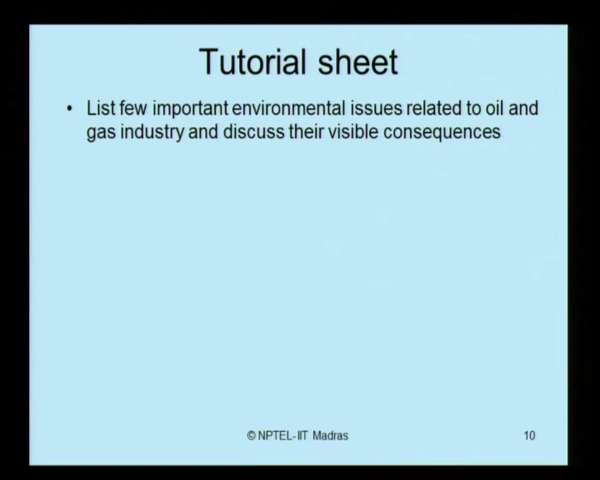 Tutorial sheet
• List few important environmental issues related to oil and
gas industry and discuss their visible consequences
© NPTEL-IIT Madras
10